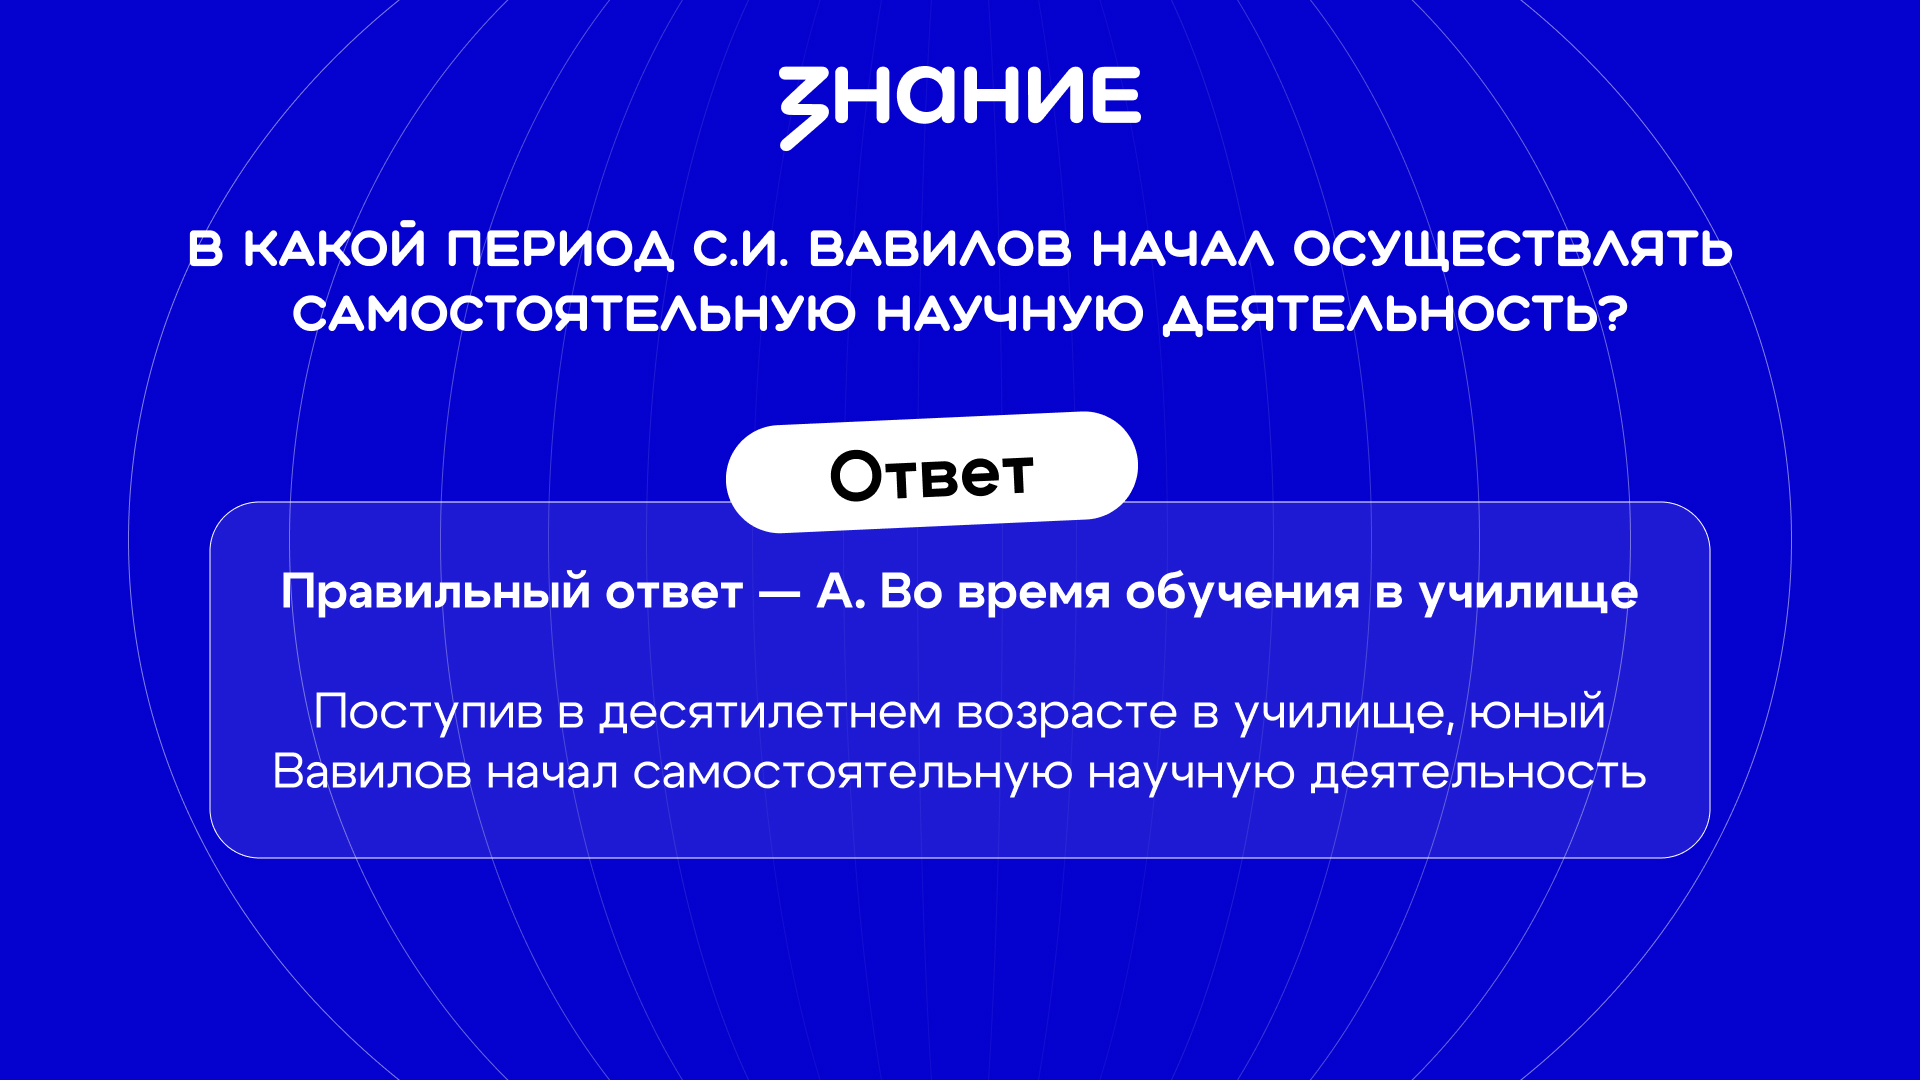 ЗНАНИЕ
В КАКОЙ ПЕРИОД С.И. ВАВИЛОВ НАЧАЛ ОСУЩЕСТВЛЯТЬ
САМОСТОЯТЕЛЬНУЮ НАУЧНУЮ ДЕЯТЕЛЬНОСТЬ?
Ответ
Правильный ответ — А. Во время обучения в училище
Поступив в десятилетнем возрасте в училище, юный
Вавилов начал самостоятельную научную деятельность